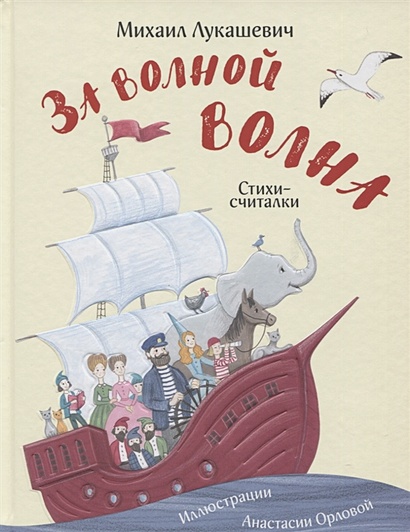 Михаил Лукашевич
За волной
волна
Стихи-
считалки
Иллюстрации
Анастасии Орловой